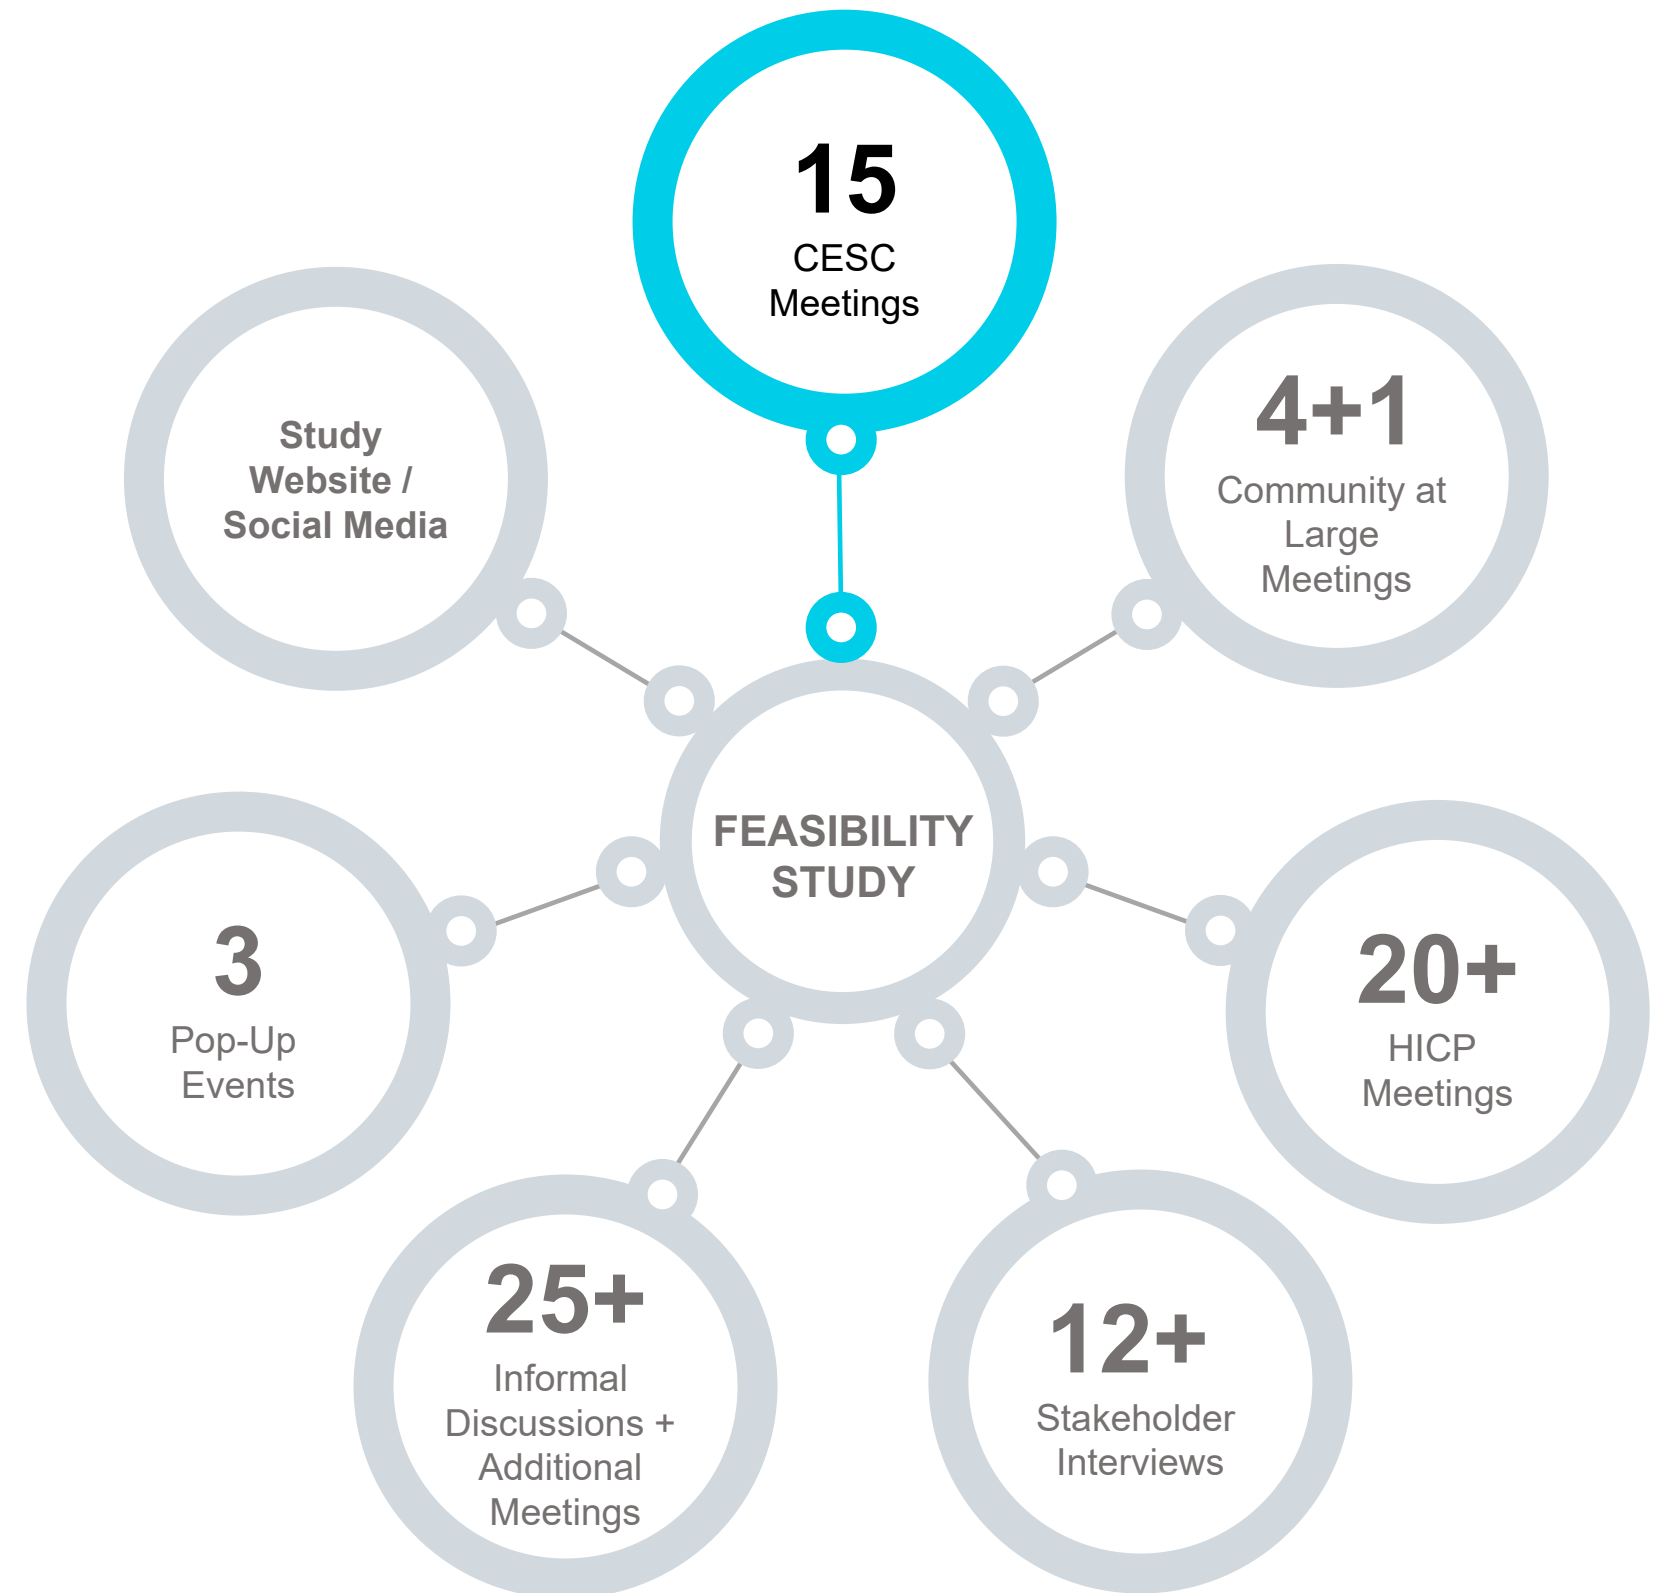 15
CESC
Meetings
4+1
Community at
Large
Meetings
20+
HICP
Meetings
12+
Stakeholder
Interviews
25+
Informal
Discussions +
Additional
Meetings
3
Pop-Up
Events
Study
Website /
Social Media
FEASIBILITY
STUDY